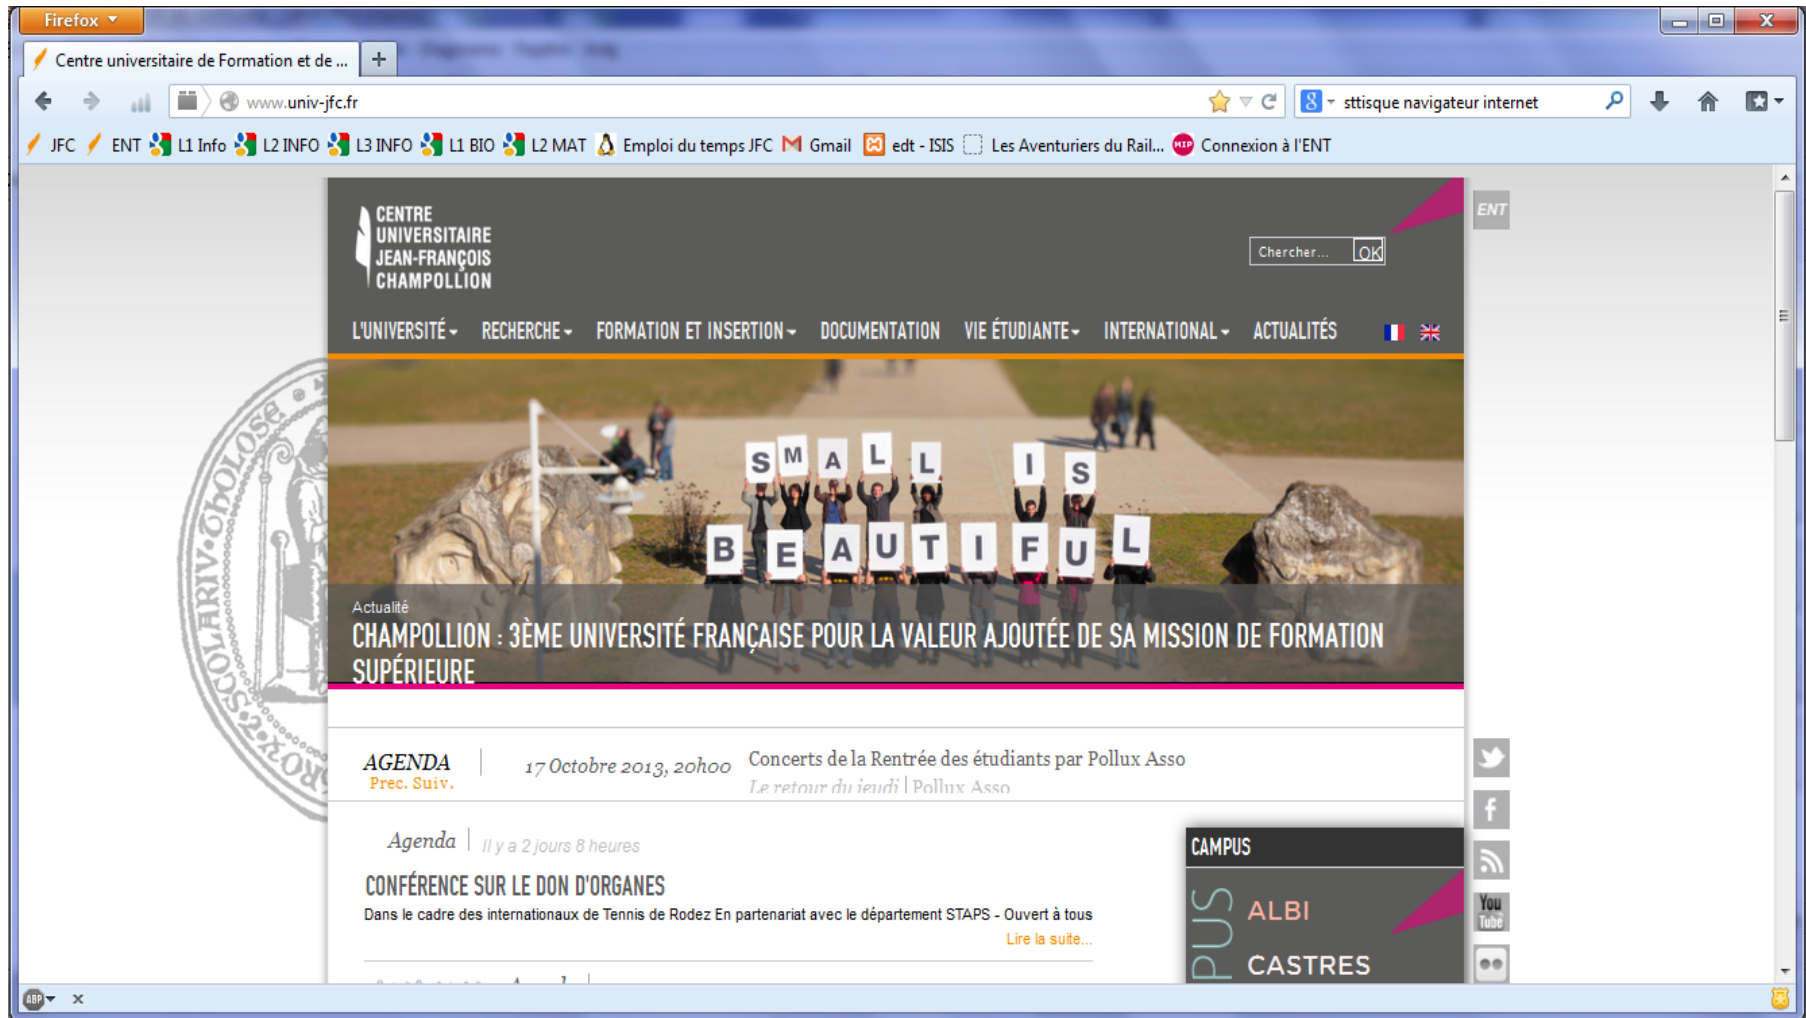 Firefox
Centre universitaire de Formation et de ...
www.univ-jfc.fr
sttisque navigateur internet
JFC ENT L1 Info L2 INFO L3 INFO L1 BIO L2 MAT Emploi du temps JFC Gmail edt - ISIS Les Aventuriers du Rail... MIP Connexion à l'ENT
CENTRE
UNIVERSITAIRE
JEAN-FRANÇOIS
CHAMPOLLION
Chercher... OK
ENT
L'UNIVERSITÉ RECHERCHE FORMATION ET INSERTION DOCUMENTATION VIE ÉTUDIANTE INTERNATIONAL ACTUALITÉS
SMALL IS
BEAUTIFUL
Actualité
CHAMPOLLION : 3ÈME UNIVERSITÉ FRANÇAISE POUR LA VALEUR AJOUTÉE DE SA MISSION DE FORMATION
SUPÉRIEURE
AGENDA
Prec. Suiv.
17 Octobre 2013, 20h00
Concerts de la Rentrée des étudiants par Pollux Asso
Le retour du jeudi | Pollux Asso
Agenda
Il y a 2 jours 8 heures
CONFÉRENCE SUR LE DON D'ORGANES
Dans le cadre des internationaux de Tennis de Rodez En partenariat avec le département STAPS - Ouvert à tous
Lire la suite...
CAMPUS
PUS
ALBI
CASTRES
You
Tube
ABP